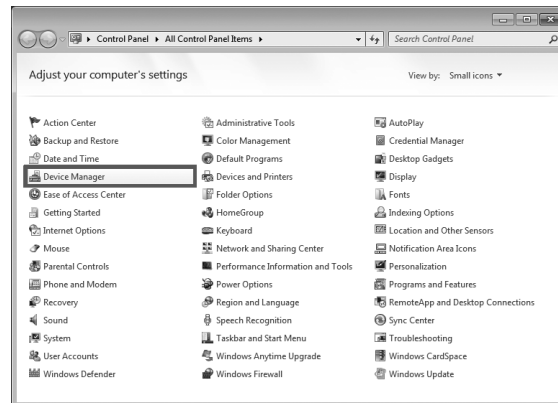 Control Panel ▸ All Control Panel Items ▸ Search Control Panel
Adjust your computer's settings View by: Small icons ▼
Action Center Administrative Tools AutoPlay
Backup and Restore Color Management Credential Manager
Date and Time Default Programs Desktop Gadgets
Device Manager Devices and Printers Display
Ease of Access Center Folder Options Fonts
Getting Started HomeGroup Indexing Options
Internet Options Keyboard Location and Other Sensors
Mouse Network and Sharing Center Notification Area Icons
Parental Controls Performance Information and Tools Personalization
Phone and Modem Power Options Programs and Features
Recovery Region and Language RemoteApp and Desktop Connections
Sound Speech Recognition Sync Center
System Taskbar and Start Menu Troubleshooting
User Accounts Windows Anytime Upgrade Windows CardSpace
Windows Defender Windows Firewall Windows Update